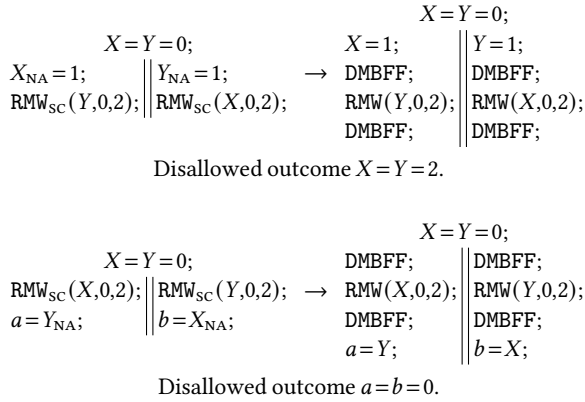 X = Y = 0;
X = Y = 0;
X = 1; || Y = 1;
X_NA = 1; || Y_NA = 1; → DMBFF; || DMBFF;
RMW_SC(Y,0,2); || RMW_SC(X,0,2); RMW(Y,0,2); || RMW(X,0,2);
DMBFF; || DMBFF;
Disallowed outcome X = Y = 2.
X = Y = 0;
X = Y = 0; DMBFF; || DMBFF;
RMW_SC(X,0,2); || RMW_SC(Y,0,2); → RMW(X,0,2); || RMW(Y,0,2);
a = Y_NA; || b = X_NA; DMBFF; || DMBFF;
a = Y; || b = X;
Disallowed outcome a = b = 0.